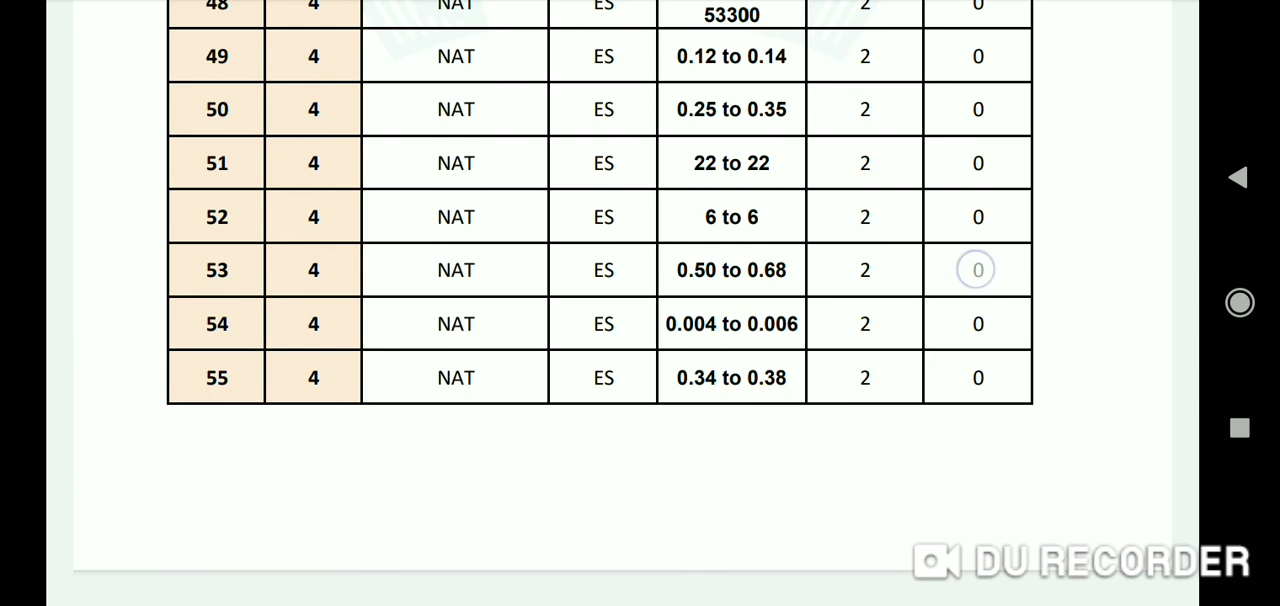 48 4 NAT ES 53300 2 0
49 4 NAT ES 0.12 to 0.14 2 0
50 4 NAT ES 0.25 to 0.35 2 0
51 4 NAT ES 22 to 22 2 0
52 4 NAT ES 6 to 6 2 0
53 4 NAT ES 0.50 to 0.68 2 0
54 4 NAT ES 0.004 to 0.006 2 0
55 4 NAT ES 0.34 to 0.38 2 0
DU RECORDER